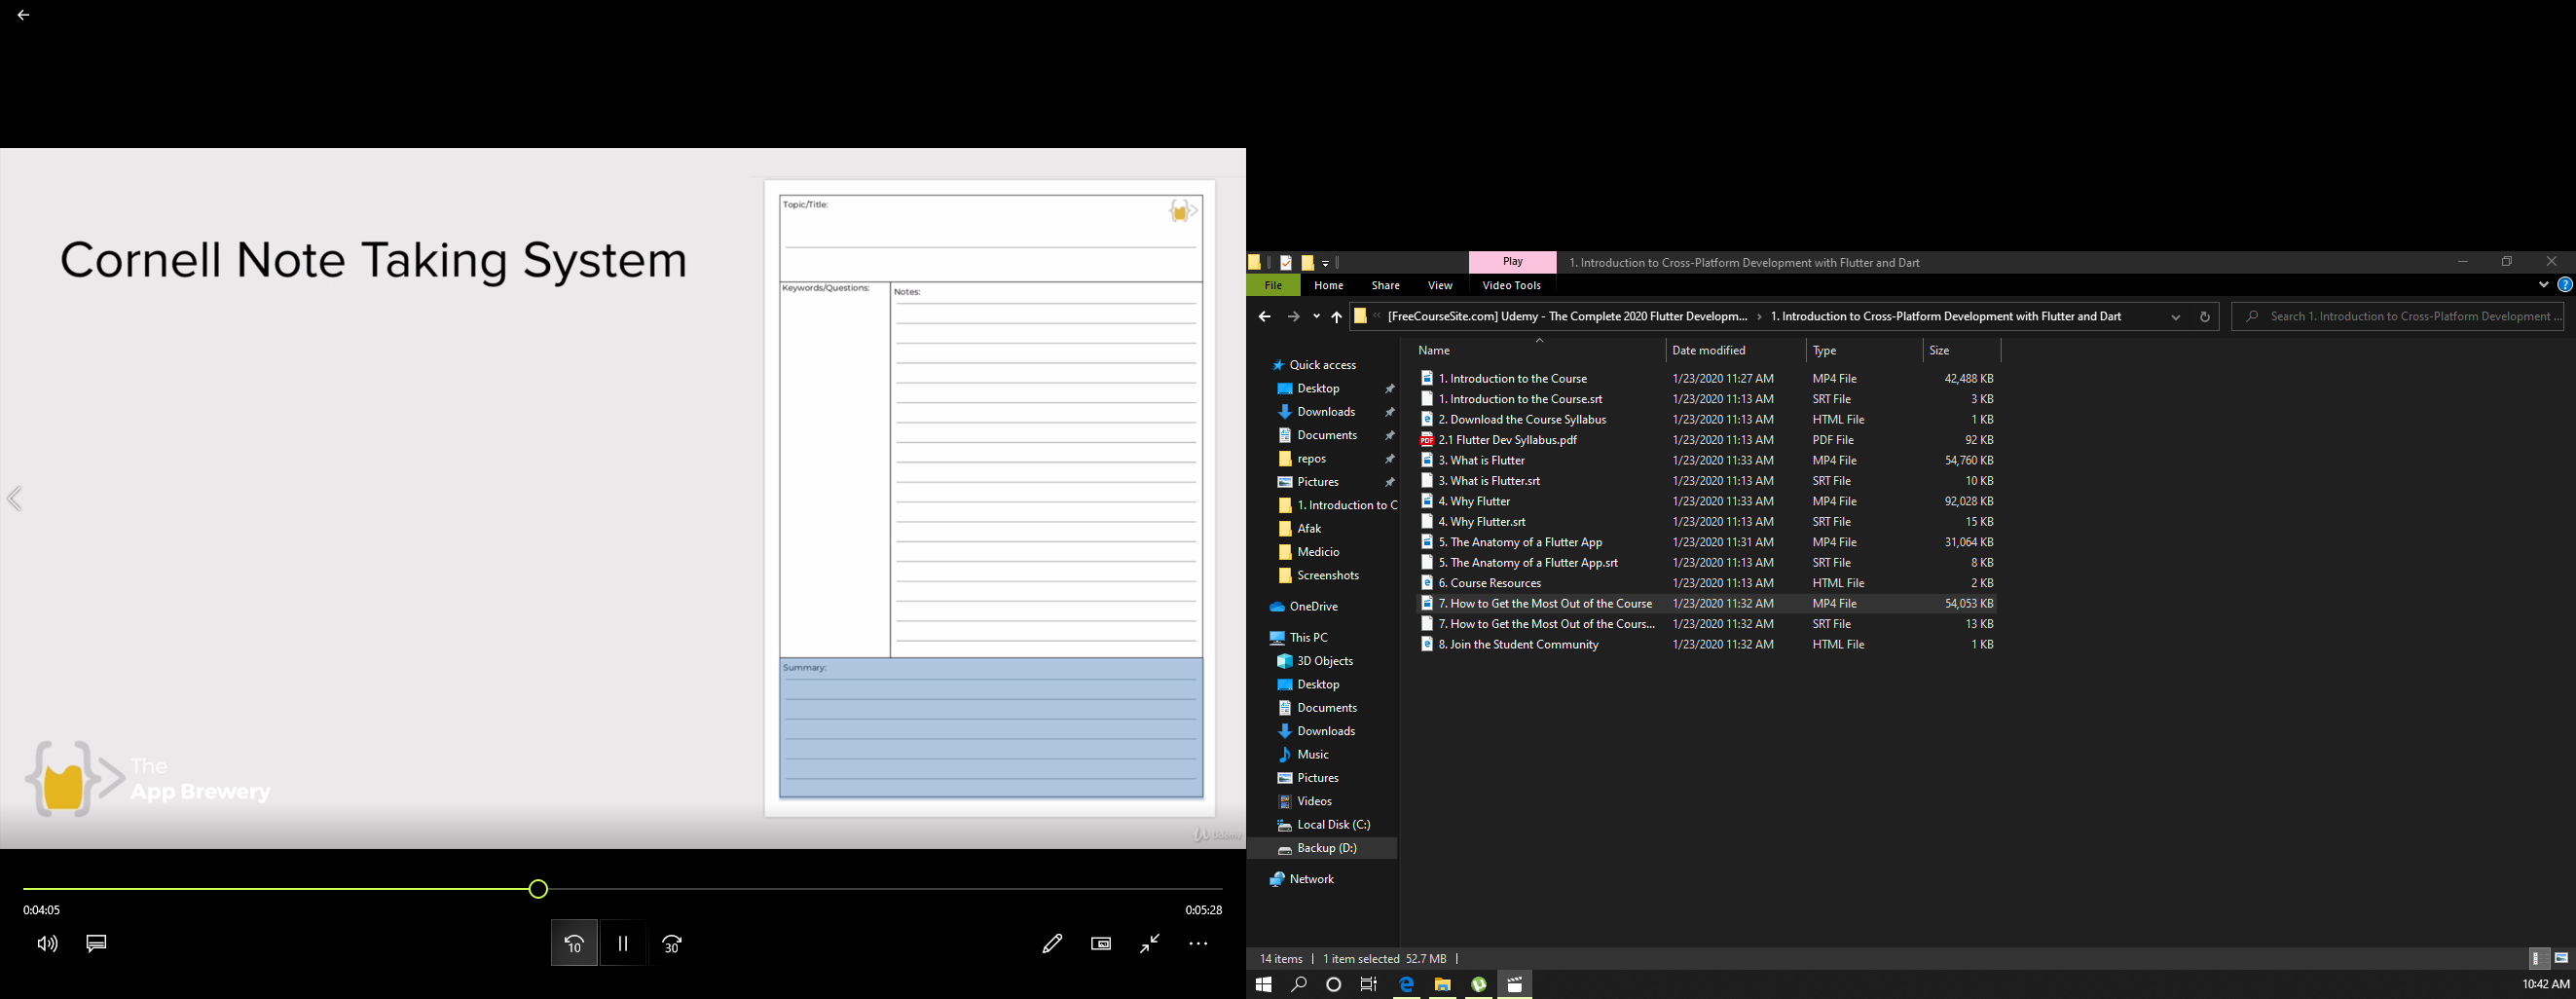 Cornell Note Taking System
Topic/Title:
Keywords/Questions:
Notes:
Summary:
The
App Brewery
Udemy
0:04:05
0:05:28
10
30
Play
1. Introduction to Cross-Platform Development with Flutter and Dart
File
Home
Share
View
Video Tools
[FreeCourseSite.com] Udemy - The Complete 2020 Flutter Developm...
1. Introduction to Cross-Platform Development with Flutter and Dart
Search 1. Introduction to Cross-Platform Development ...
Quick access
Desktop
Downloads
Documents
repos
Pictures
1. Introduction to C
Afak
Medicio
Screenshots
OneDrive
This PC
3D Objects
Desktop
Documents
Downloads
Music
Pictures
Videos
Local Disk (C:)
Backup (D:)
Network
Name Date modified Type Size
1. Introduction to the Course 1/23/2020 11:27 AM MP4 File 42,488 KB
1. Introduction to the Course.srt 1/23/2020 11:13 AM SRT File 3 KB
2. Download the Course Syllabus 1/23/2020 11:13 AM HTML File 1 KB
PDF 2.1 Flutter Dev Syllabus.pdf 1/23/2020 11:13 AM PDF File 92 KB
3. What is Flutter 1/23/2020 11:33 AM MP4 File 54,760 KB
3. What is Flutter.srt 1/23/2020 11:13 AM SRT File 10 KB
4. Why Flutter 1/23/2020 11:33 AM MP4 File 92,028 KB
4. Why Flutter.srt 1/23/2020 11:13 AM SRT File 15 KB
5. The Anatomy of a Flutter App 1/23/2020 11:31 AM MP4 File 31,064 KB
5. The Anatomy of a Flutter App.srt 1/23/2020 11:13 AM SRT File 8 KB
6. Course Resources 1/23/2020 11:13 AM HTML File 2 KB
7. How to Get the Most Out of the Course 1/23/2020 11:32 AM MP4 File 54,053 KB
7. How to Get the Most Out of the Cours... 1/23/2020 11:32 AM SRT File 13 KB
8. Join the Student Community 1/23/2020 11:32 AM HTML File 1 KB
14 items 1 item selected 52.7 MB
10:42 AM